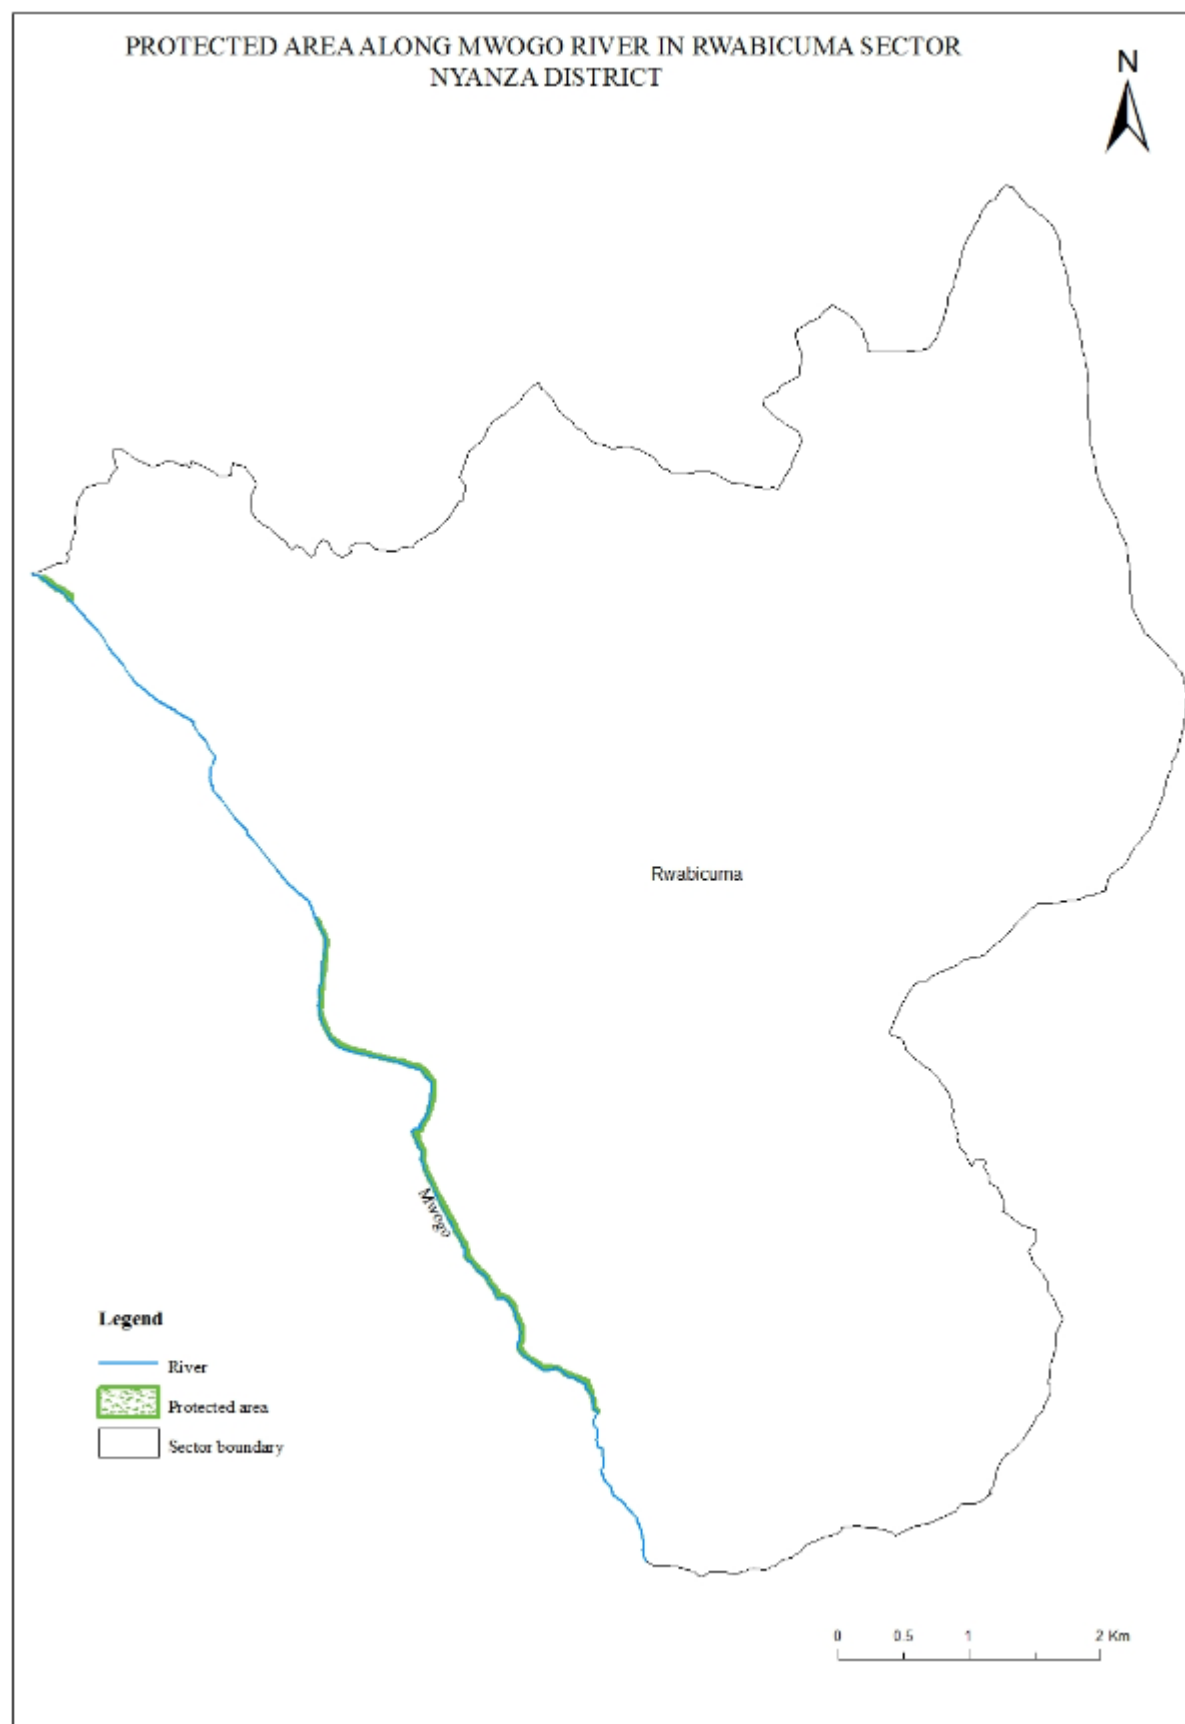 PROTECTED AREA ALONG MWOGO RIVER IN RWABICUMA SECTOR
NYANZA DISTRICT
N
Rwabicuma
Mwogo
Legend
River
Protected area
Sector boundary
0 0.5 1 2 Km